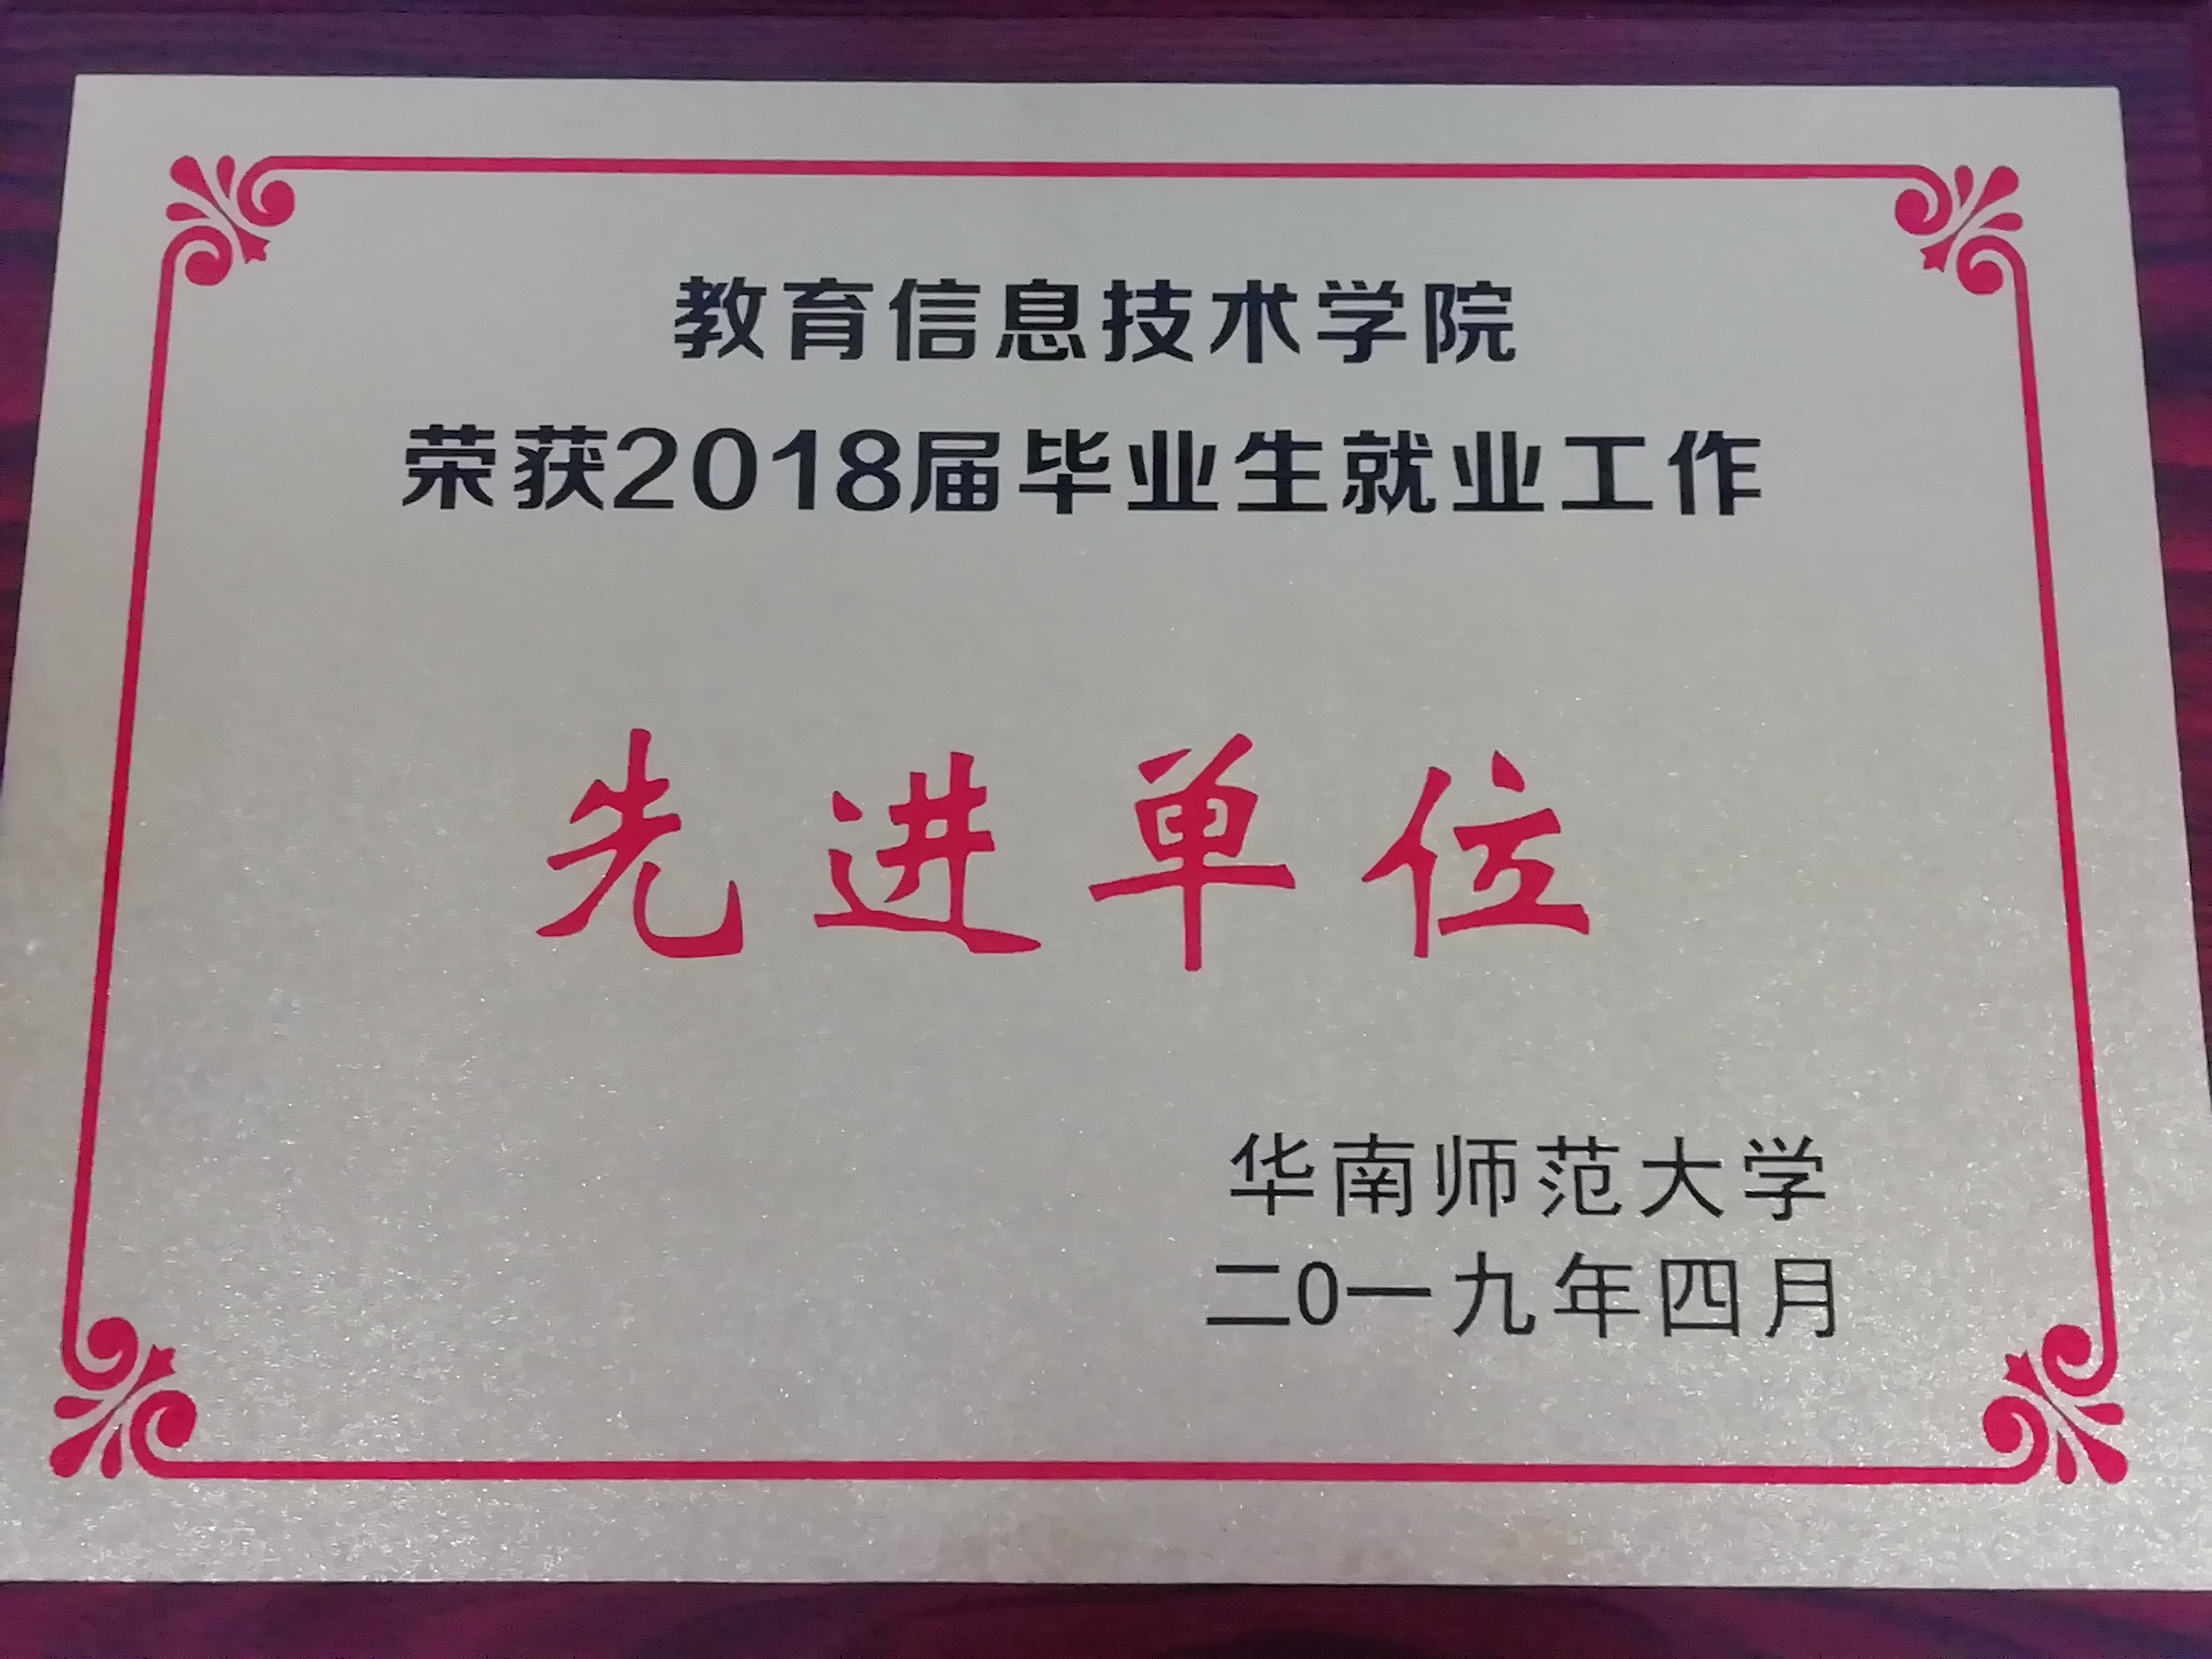 教育信息技术学院
荣获2018届毕业生就业工作
先进单位
华南师范大学
二0一九年四月